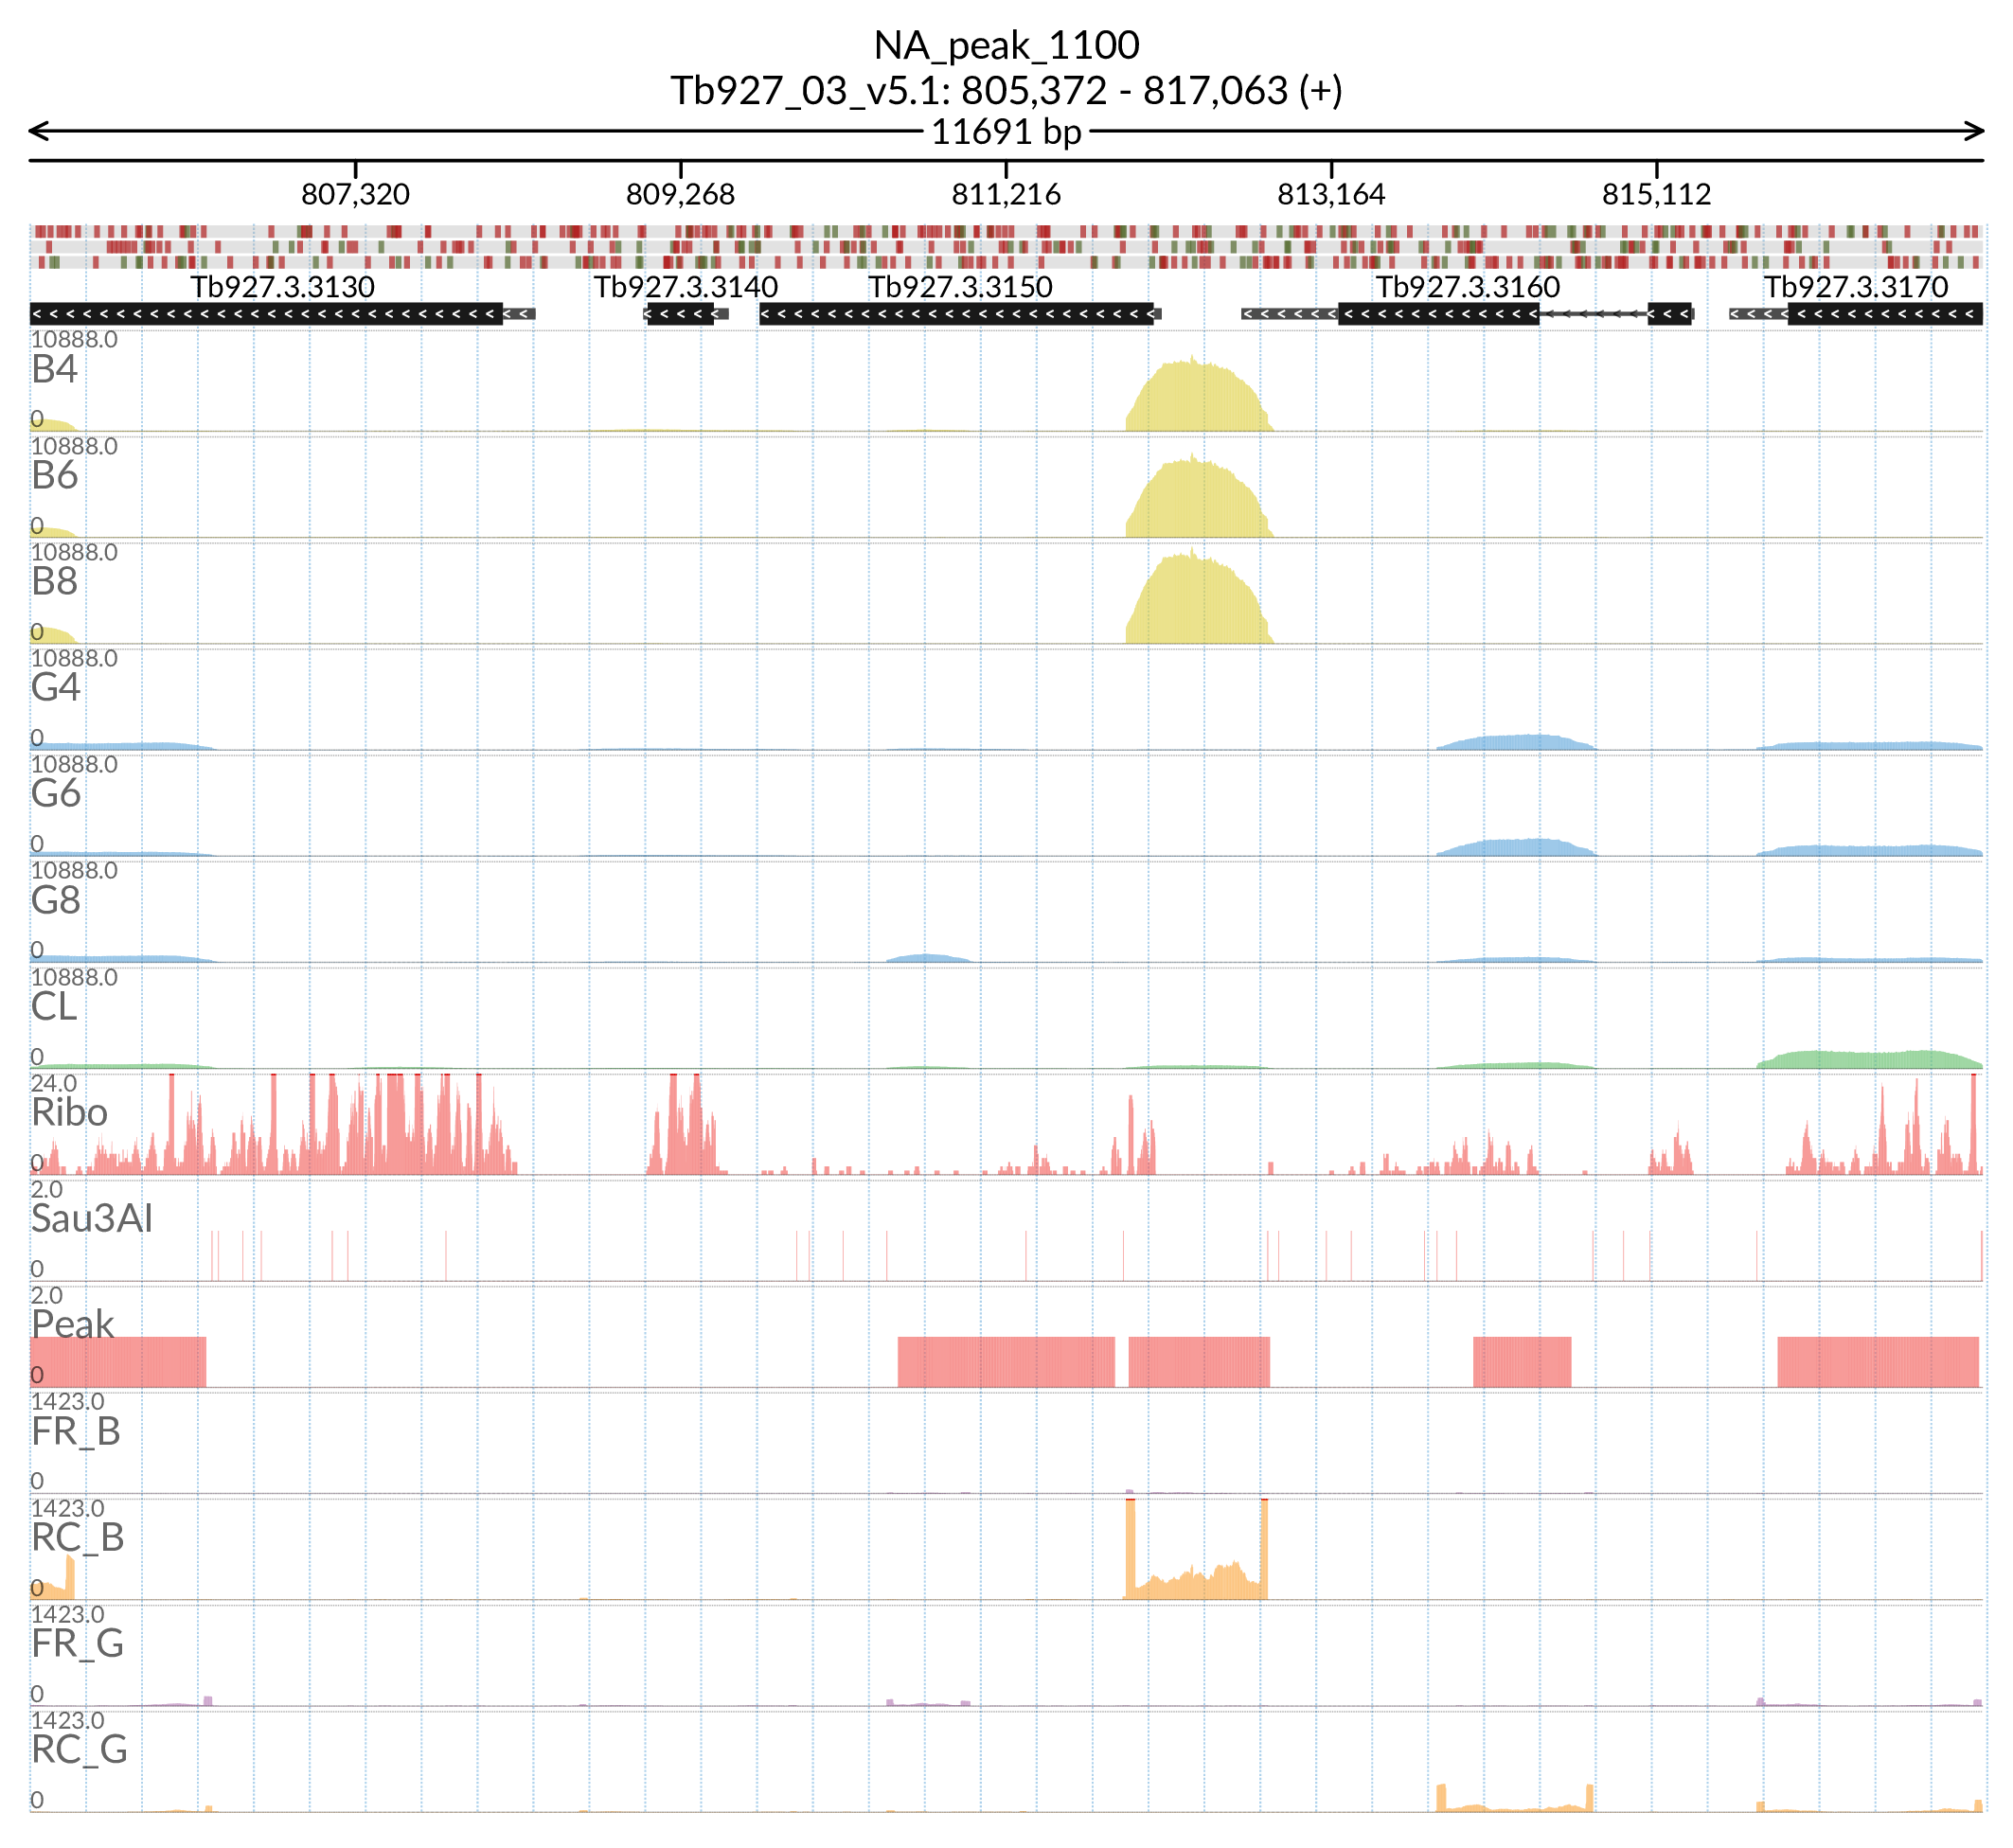 NA_peak_1100
Tb927_03_v5.1: 805,372 - 817,063 (+)
11691 bp
807,320 809,268 811,216 813,164 815,112
Tb927.3.3130 Tb927.3.3140 Tb927.3.3150 Tb927.3.3160 Tb927.3.3170
10888.0
B4
0
10888.0
B6
0
10888.0
B8
0
10888.0
G4
0
10888.0
G6
0
10888.0
G8
0
10888.0
CL
0
24.0
Ribo
0
2.0
Sau3AI
0
2.0
Peak
0
1423.0
FR_B
0
1423.0
RC_B
0
1423.0
FR_G
0
1423.0
RC_G
0